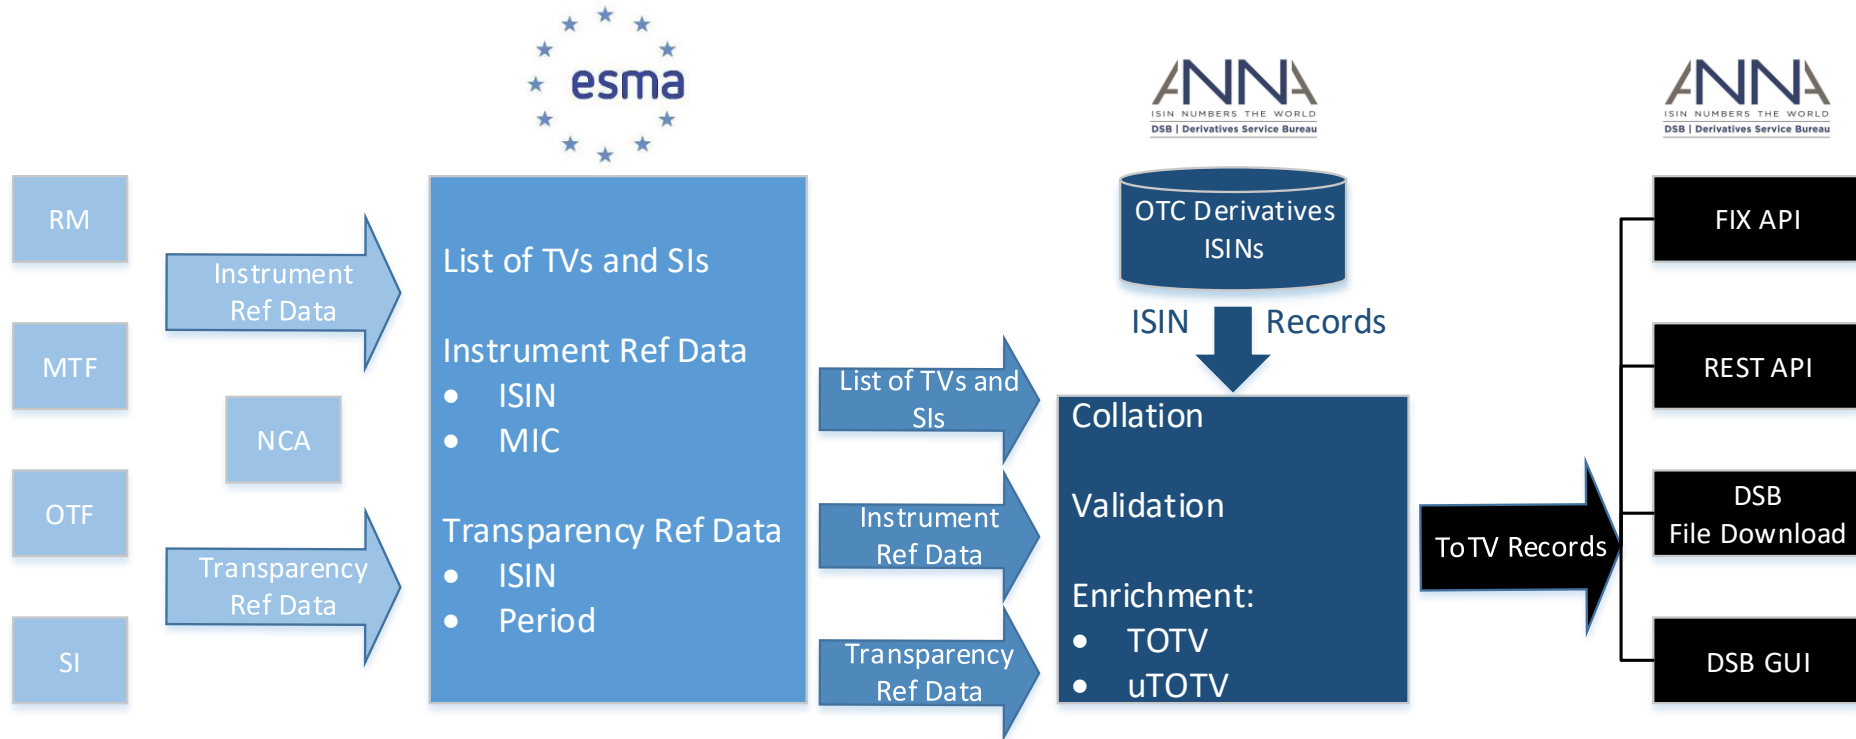 esma
ANNA
ISIN NUMBERS THE WORLD
DSB | Derivatives Service Bureau
ANNA
ISIN NUMBERS THE WORLD
DSB | Derivatives Service Bureau
RM
MTF
OTF
SI
NCA
Instrument
Ref Data
Transparency
Ref Data
List of TVs and SIs
Instrument Ref Data
• ISIN
• MIC
Transparency Ref Data
• ISIN
• Period
List of TVs and
SIs
Instrument
Ref Data
Transparency
Ref Data
OTC Derivatives
ISINs
ISIN Records
Collation
Validation
Enrichment:
• TOTV
• uTOTV
ToTV Records
FIX API
REST API
DSB
File Download
DSB GUI